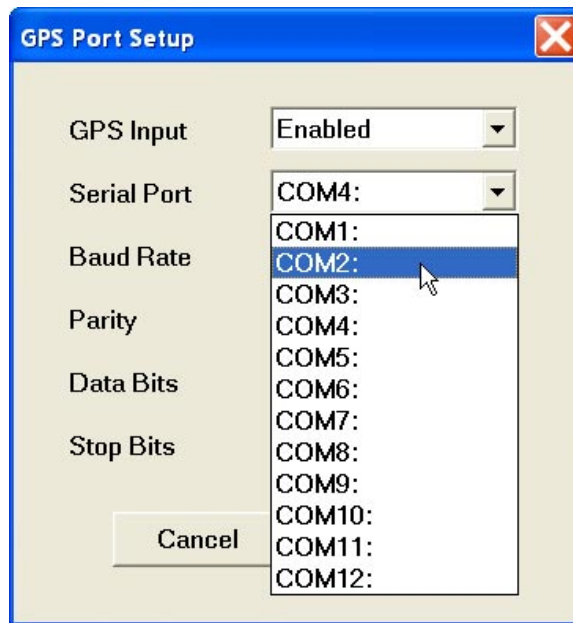 GPS Port Setup
GPS Input Enabled
Serial Port COM4:
COM1:
Baud Rate COM2:
COM3:
Parity COM4:
COM5:
Data Bits COM6:
COM7:
Stop Bits COM8:
COM9:
COM10:
Cancel COM11:
COM12: